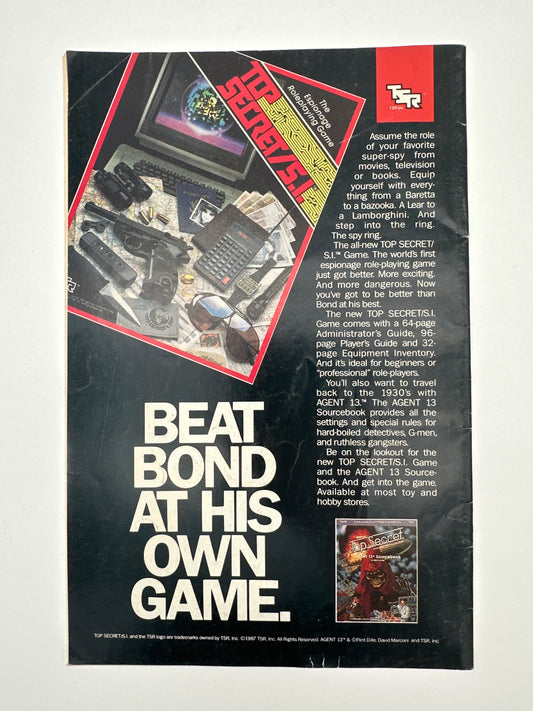 TOP
SECRET/S.I.
The
Espionage
Roleplaying Game
TSR
TSR, Inc.
Assume the role
of your favorite
super-spy from
movies, television
or books. Equip
yourself with every-
thing from a Baretta
to a bazooka. A Lear to
a Lamborghini. And
step into the ring.
The spy ring.
The all-new TOP SECRET/
S.I.™ Game. The world's first
espionage role-playing game
just got better. More exciting.
And more dangerous. Now
you've got to be better than
Bond at his best.
The new TOP SECRET/S.I.
Game comes with a 64-page
Administrator's Guide, 96-
page Player's Guide and 32-
page Equipment Inventory.
And it's ideal for beginners or
"professional" role-players.
You'll also want to travel
back to the 1930's with
AGENT 13.™ The AGENT 13
Sourcebook provides all the
settings and special rules for
hard-boiled detectives, G-men,
and ruthless gangsters.
Be on the lookout for the
new TOP SECRET/S.I. Game
and the AGENT 13 Source-
book. And get into the game.
Available at most toy and
hobby stores.
BEAT
BOND
AT HIS
OWN
GAME.
Top Secret
TOP SECRET/S.I. and the TSR logo are trademarks owned by TSR, Inc. ©1987 TSR, Inc. All Rights Reserved. AGENT 13™ & ©Flint Dille, David Marconi and TSR, Inc.